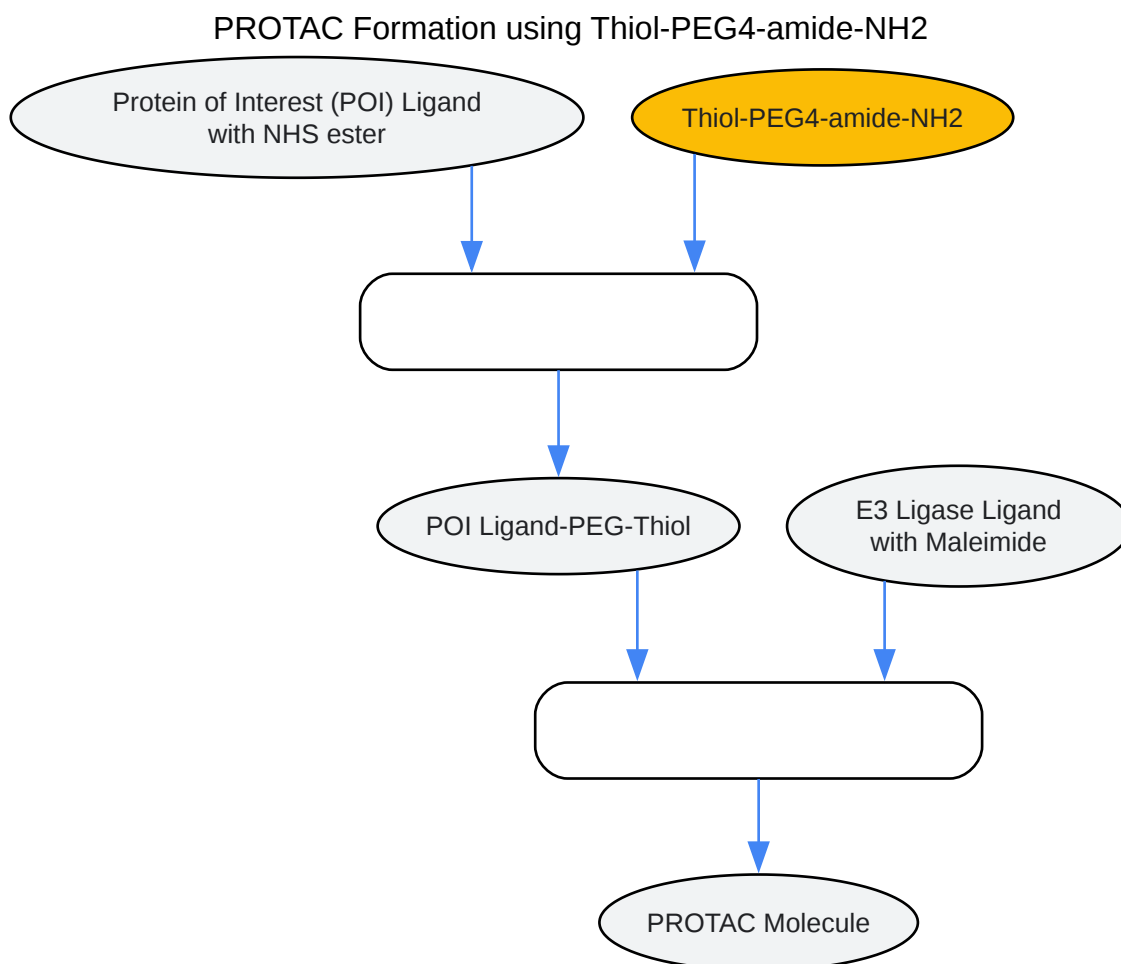 PROTAC Formation using Thiol-PEG4-amide-NH2
Protein of Interest (POI) Ligand
with NHS ester
Thiol-PEG4-amide-NH2
POI Ligand-PEG-Thiol
E3 Ligase Ligand
with Maleimide
PROTAC Molecule